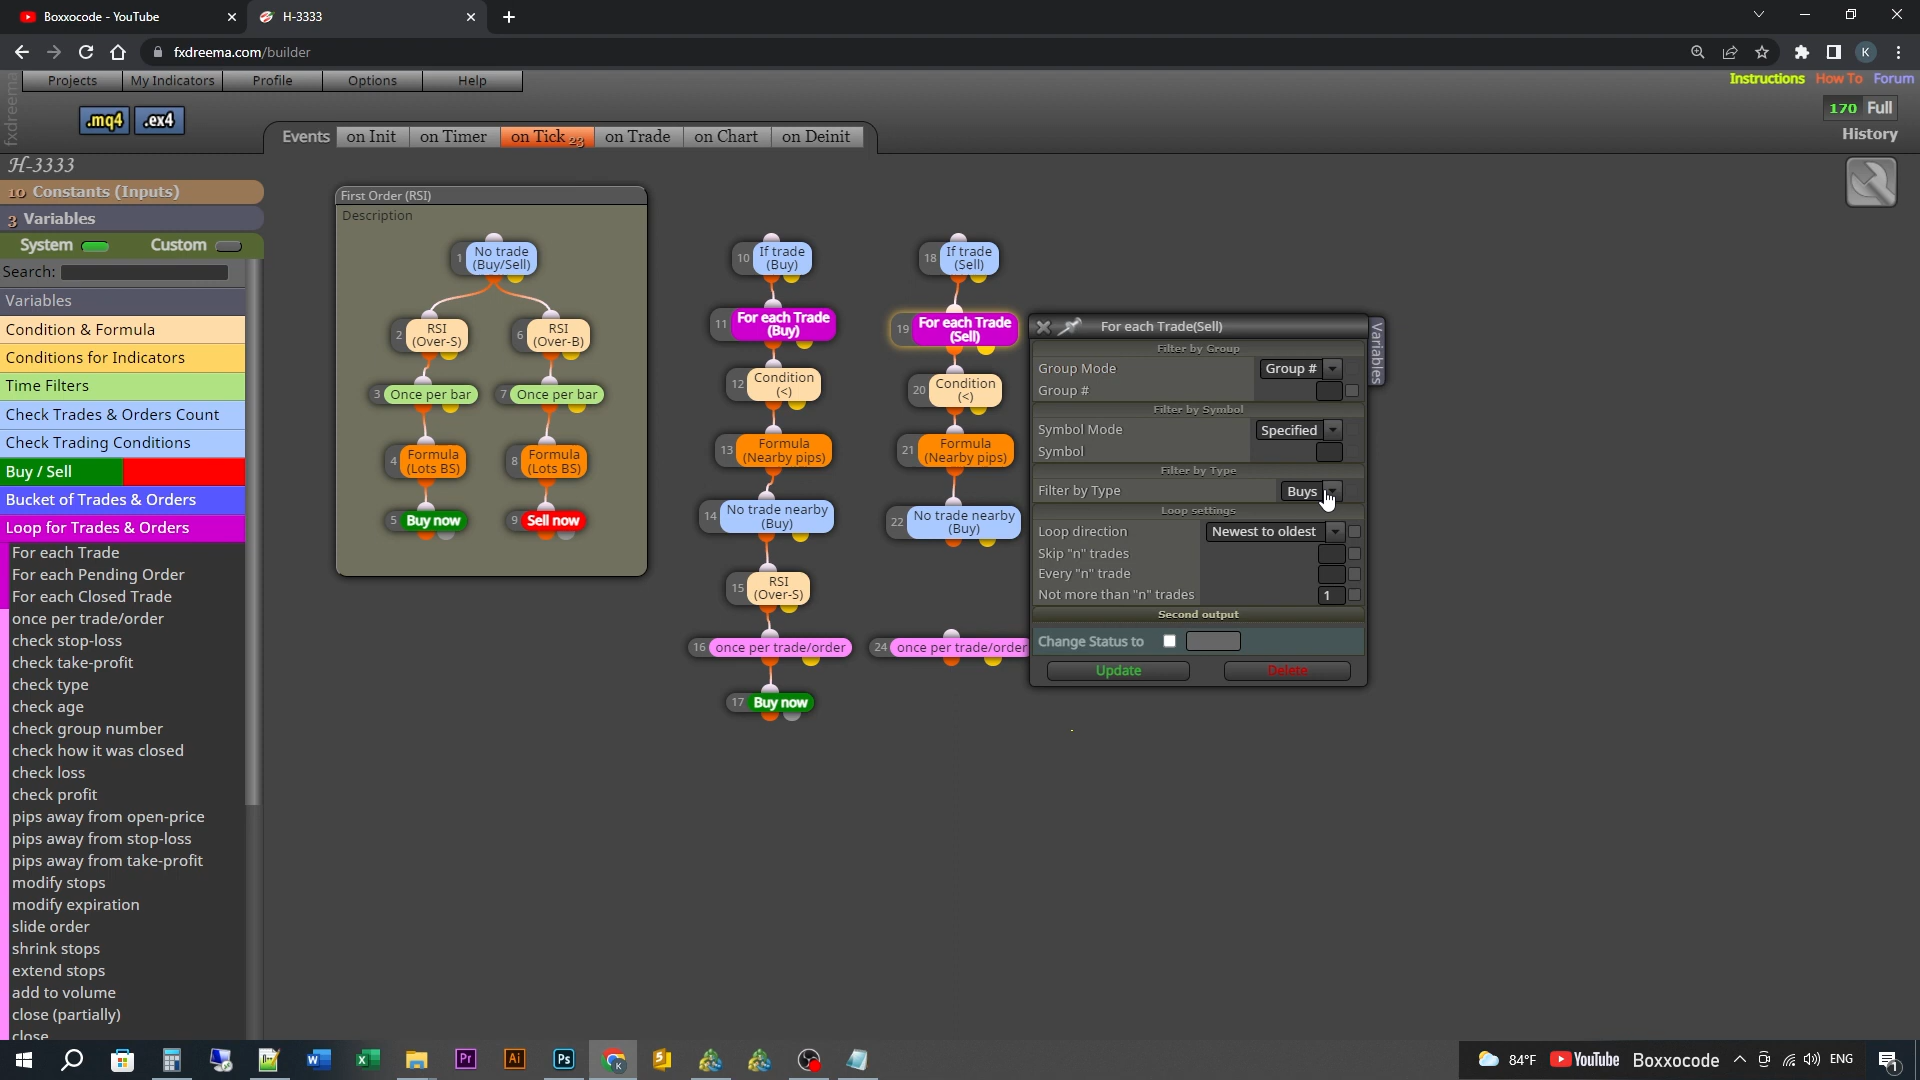 Boxxocode - YouTube
H-3333
fxdreema.com/builder
Projects
My Indicators
Profile
Options
Help
Instructions
How To
Forum
fxdreema
.mq4
.ex4
170 Full
History
Events
on Init
on Timer
on Tick 23
on Trade
on Chart
on Deinit
H-3333
10 Constants (Inputs)
3 Variables
System
Custom
Search:
Variables
Condition & Formula
Conditions for Indicators
Time Filters
Check Trades & Orders Count
Check Trading Conditions
Buy / Sell
Bucket of Trades & Orders
Loop for Trades & Orders
For each Trade
For each Pending Order
For each Closed Trade
once per trade/order
check stop-loss
check take-profit
check type
check age
check group number
check how it was closed
check loss
check profit
pips away from open-price
pips away from stop-loss
pips away from take-profit
modify stops
modify expiration
slide order
shrink stops
extend stops
add to volume
close (partially)
close
First Order (RSI)
Description
1 No trade
(Buy/Sell)
2 RSI
(Over-S)
6 RSI
(Over-B)
3 Once per bar
7 Once per bar
4 Formula
(Lots BS)
8 Formula
(Lots BS)
5 Buy now
9 Sell now
10 If trade
(Buy)
11 For each Trade
(Buy)
12 Condition
(<)
13 Formula
(Nearby pips)
14 No trade nearby
(Buy)
15 RSI
(Over-S)
16 once per trade/order
17 Buy now
18 If trade
(Sell)
19 For each Trade
(Sell)
20 Condition
(<)
21 Formula
(Nearby pips)
22 No trade nearby
(Buy)
24 once per trade/order
For each Trade(Sell)
Variables
Filter by Group
Group Mode
Group #
Group #
Filter by Symbol
Symbol Mode
Specified
Symbol
Filter by Type
Filter by Type
Buys
Loop settings
Loop direction
Newest to oldest
Skip "n" trades
Every "n" trade
Not more than "n" trades
1
Second output
Change Status to
Update
Delete
84°F
YouTube
Boxxocode
ENG
1